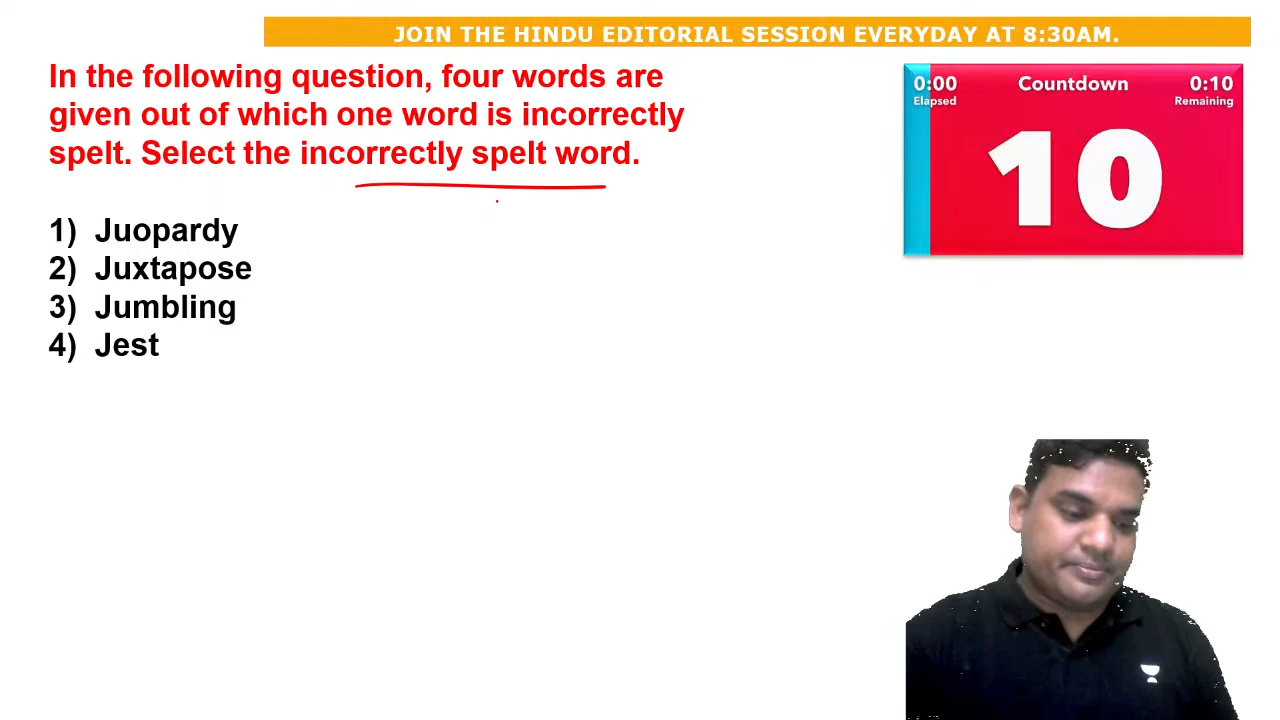 JOIN THE HINDU EDITORIAL SESSION EVERYDAY AT 8:30AM.
In the following question, four words are
given out of which one word is incorrectly
spelt. Select the incorrectly spelt word.
1) Juopardy
2) Juxtapose
3) Jumbling
4) Jest
0:00 Countdown 0:10
Elapsed Remaining
10